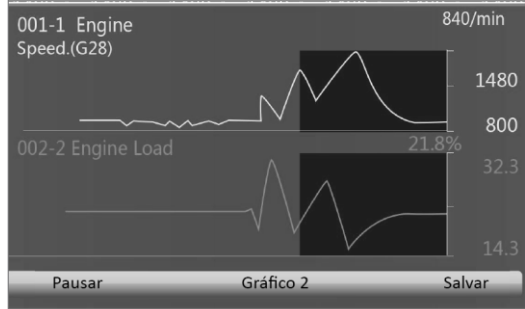 001-1 Engine
Speed.(G28)
840/min
1480
800
002-2 Engine Load
21.8%
32.3
14.3
Pausar
Gráfico 2
Salvar